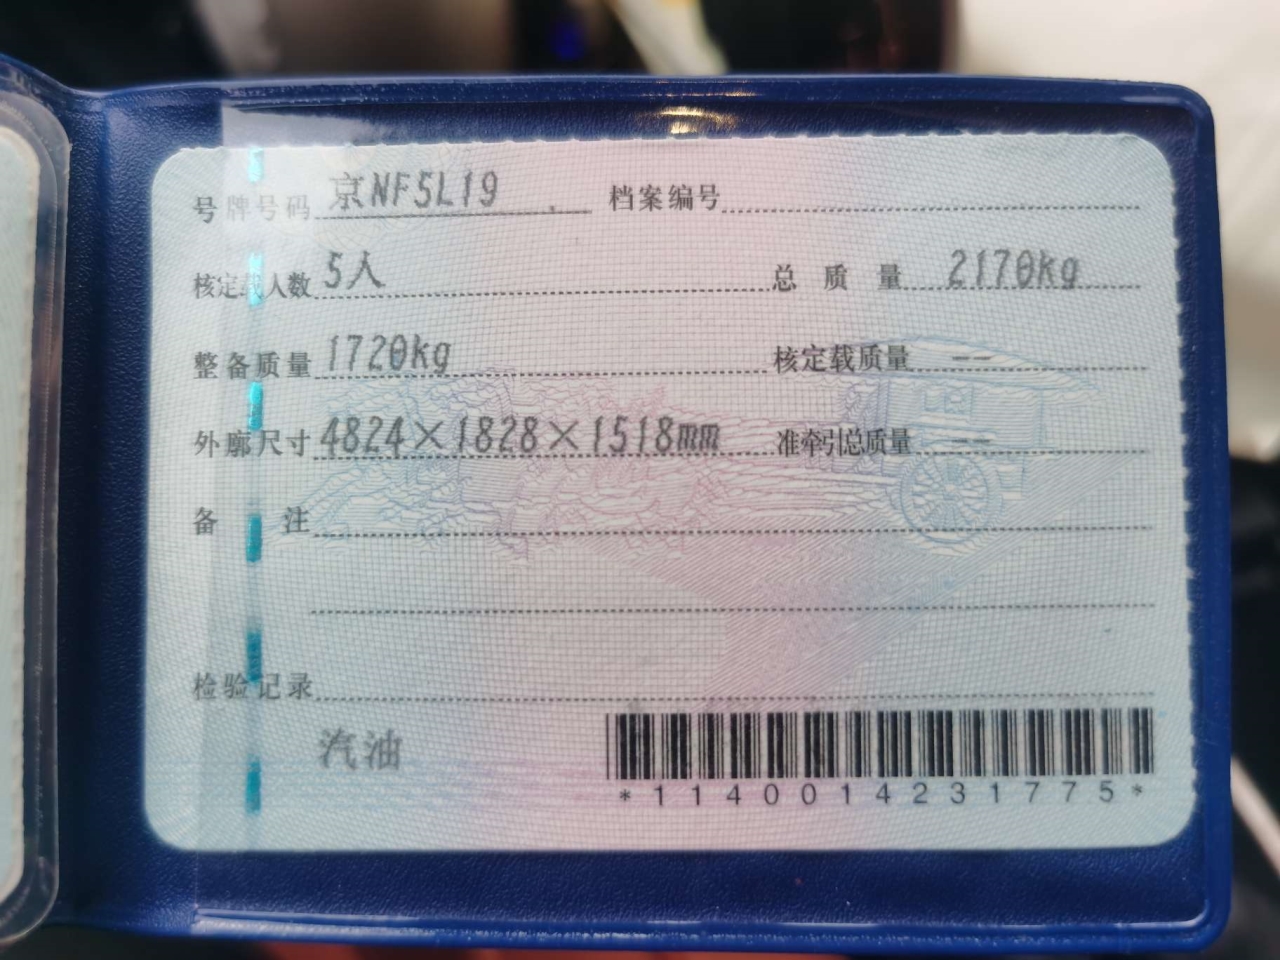 号牌号码 京NF5L19 档案编号
核定载人数 5人 总质量 2170kg
整备质量 1720kg 核定载质量 --
外廓尺寸 4824×1828×1518mm 准牵引总质量 --
备注
检验记录
汽油
*1140014231775*